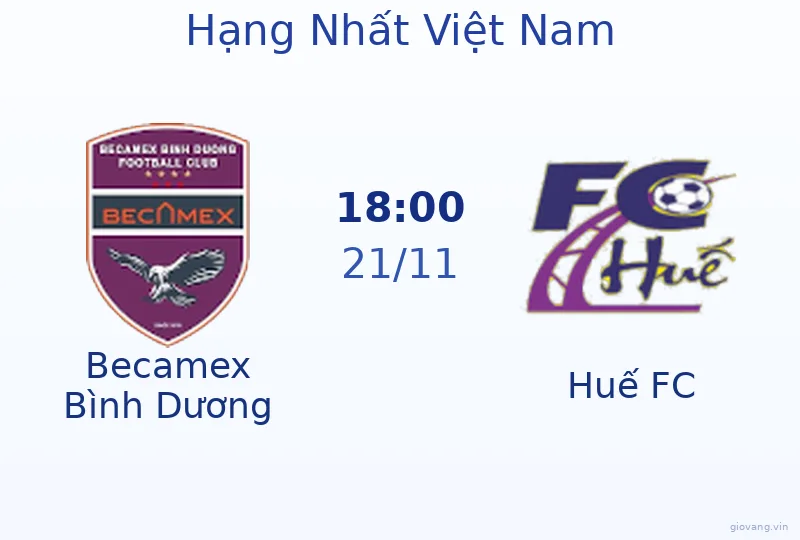 Hạng Nhất Việt Nam
BECAMEX BINH DUONG
FOOTBALL CLUB
BECAMEX
FC
Huế
18:00
21/11
Becamex
Bình Dương
Huế FC
giovang.vin